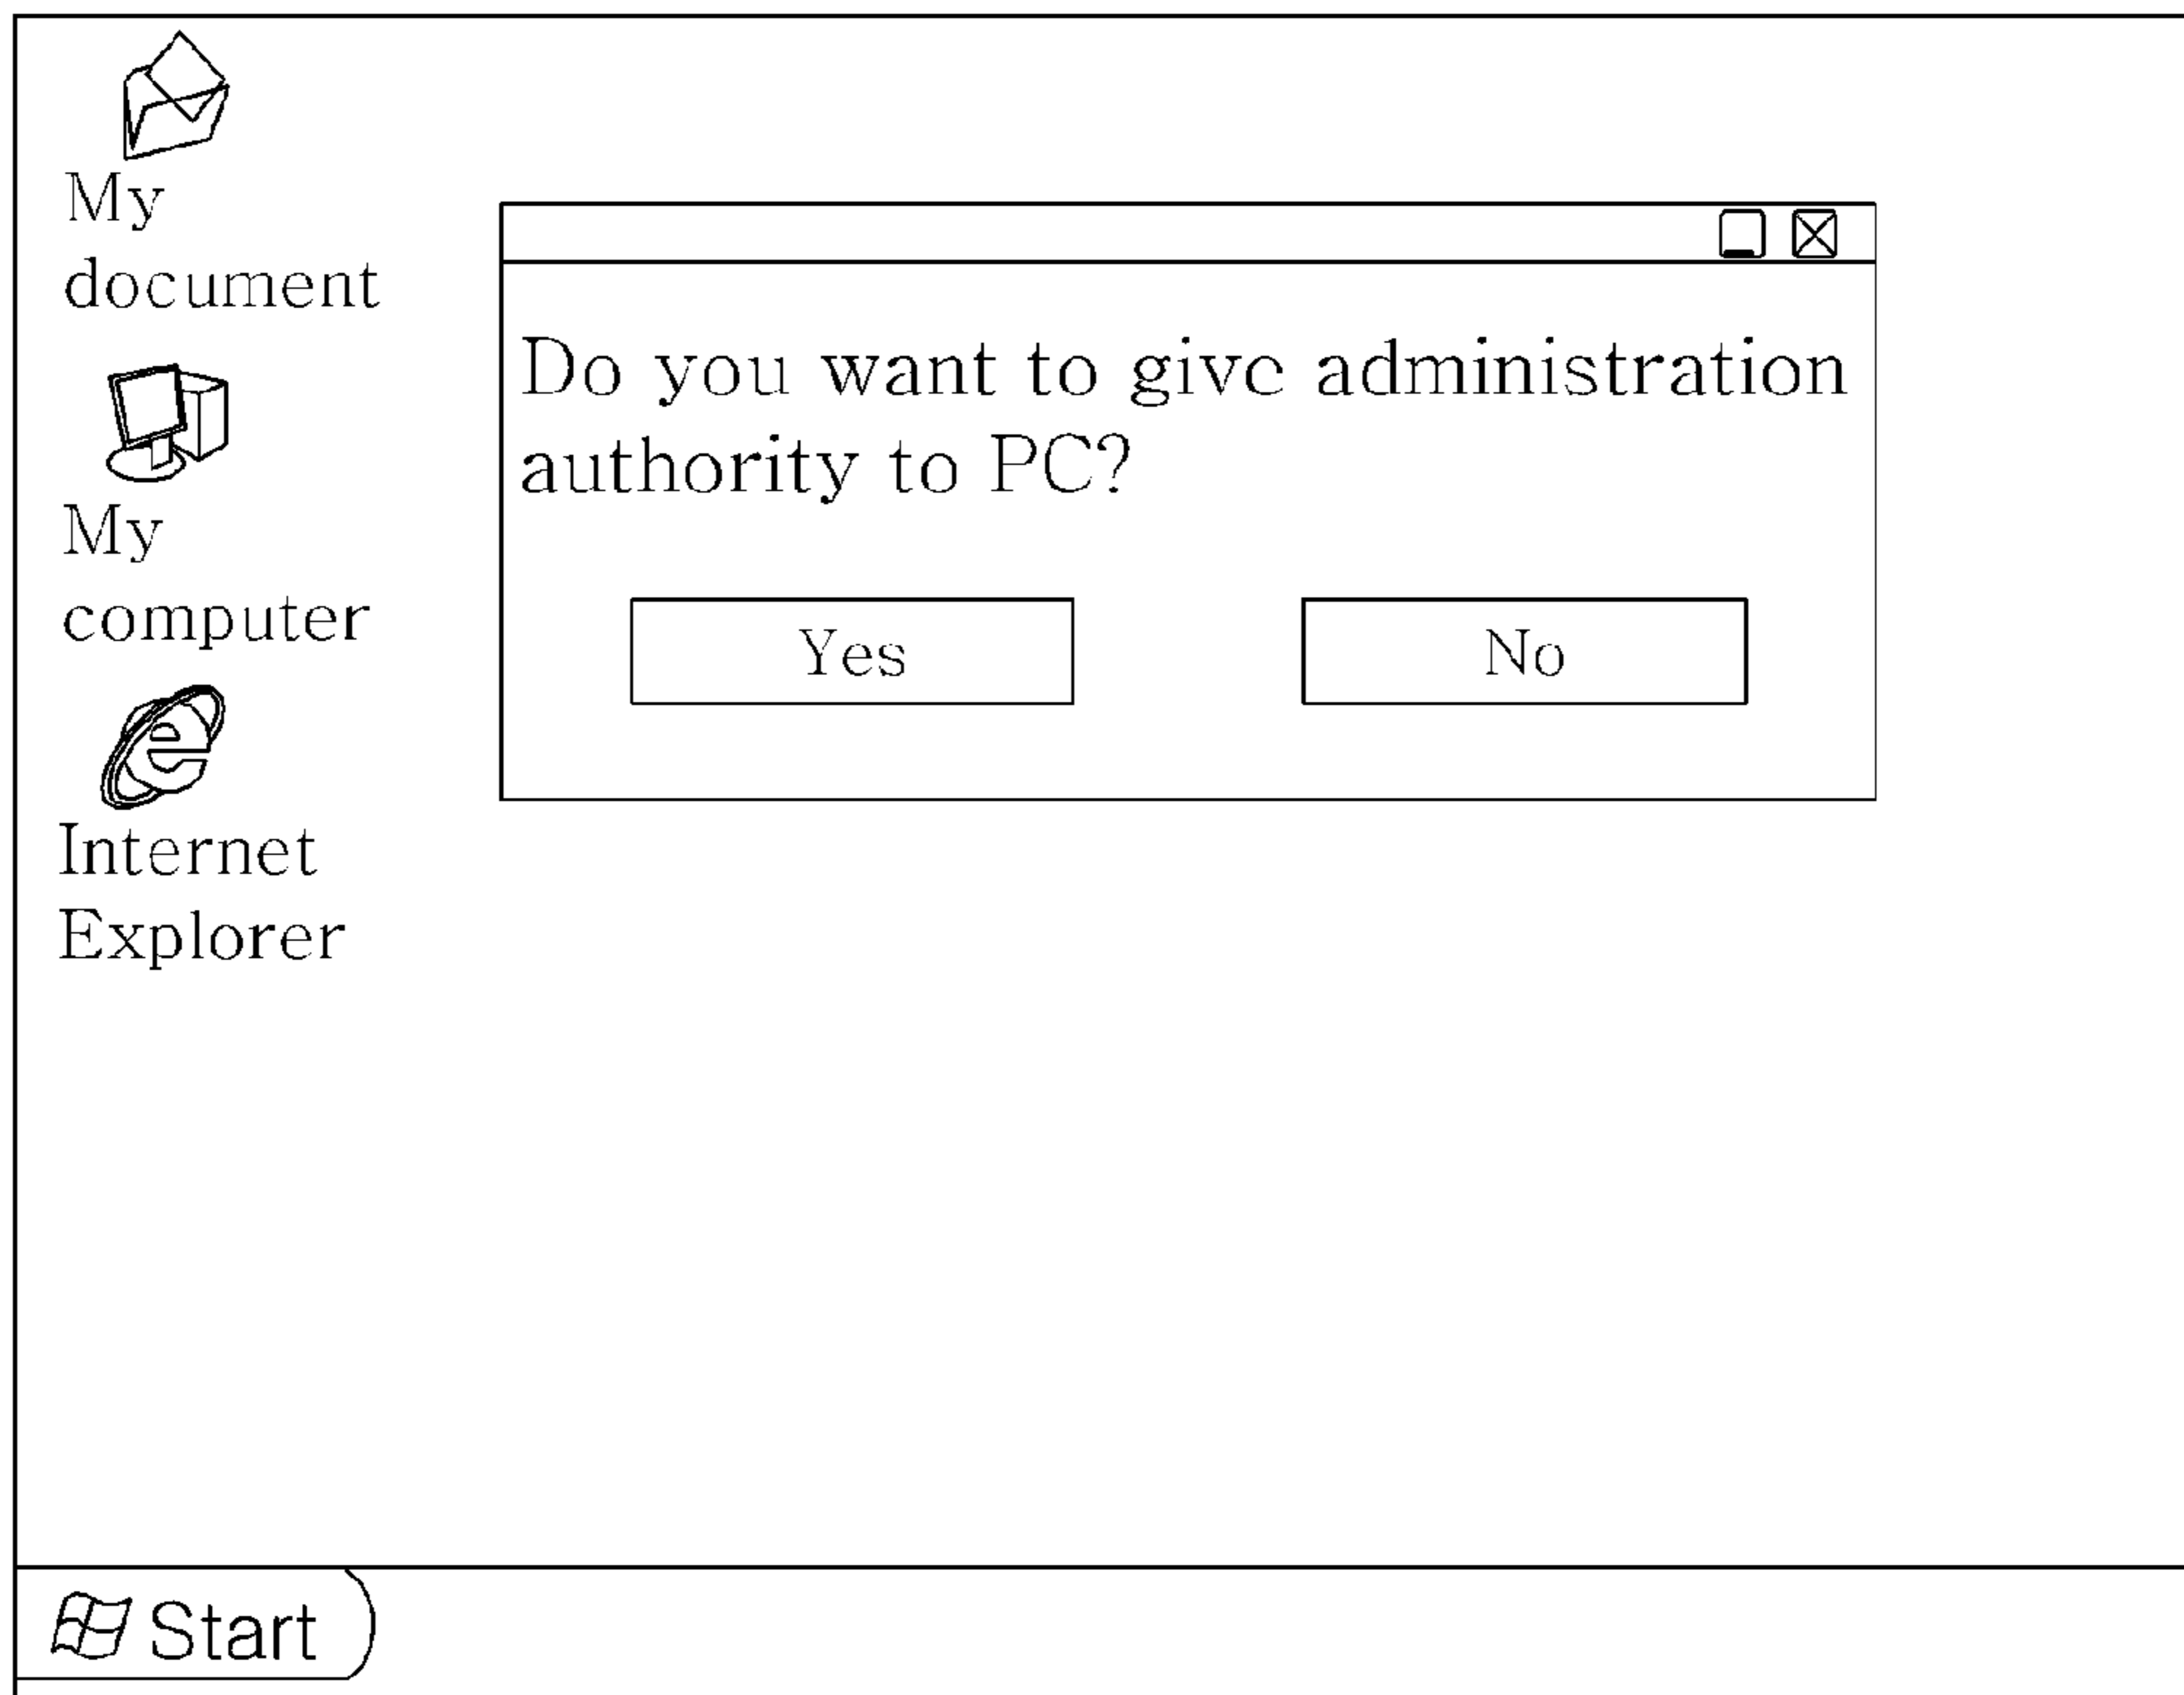 My
document
My
computer
Internet
Explorer
Do you want to give administration
authority to PC?
Yes
No
Start